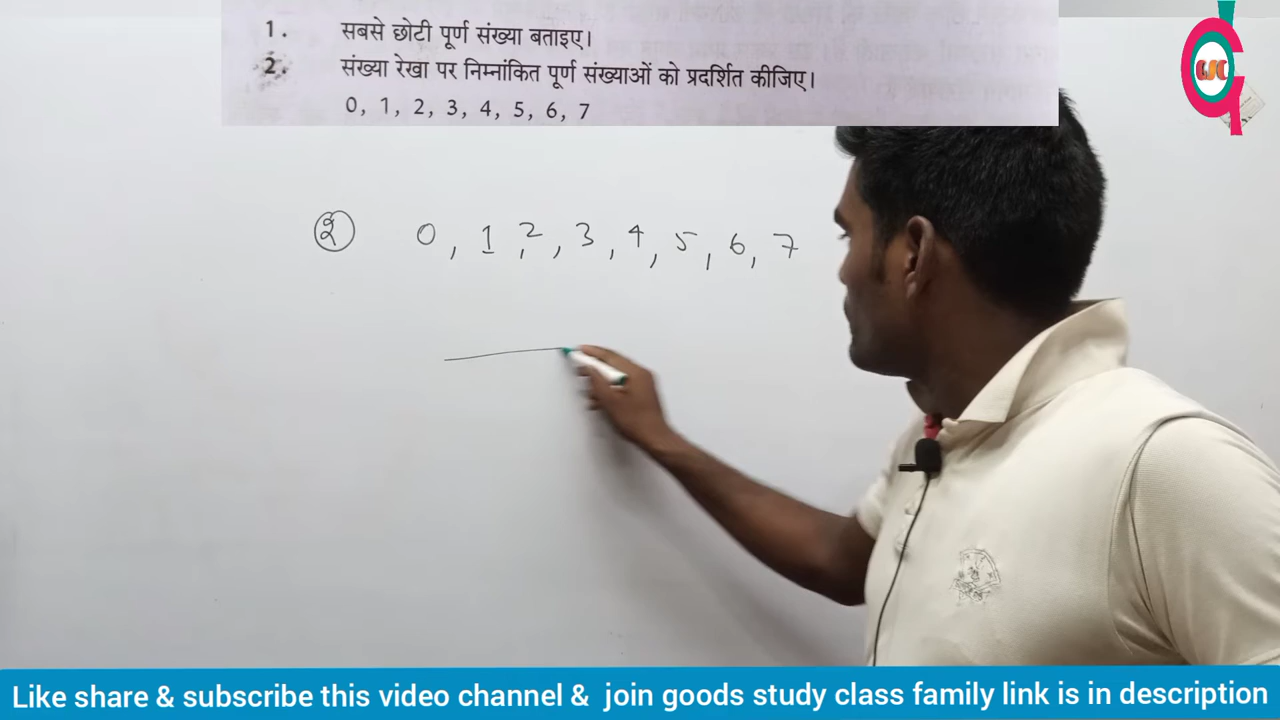 1. सबसे छोटी पूर्ण संख्या बताइए।
2. संख्या रेखा पर निम्नांकित पूर्ण संख्याओं को प्रदर्शित कीजिए।
0, 1, 2, 3, 4, 5, 6, 7
GSC
२ 0, 1, 2, 3, 4, 5, 6, 7
Like share & subscribe this video channel & join goods study class family link is in description